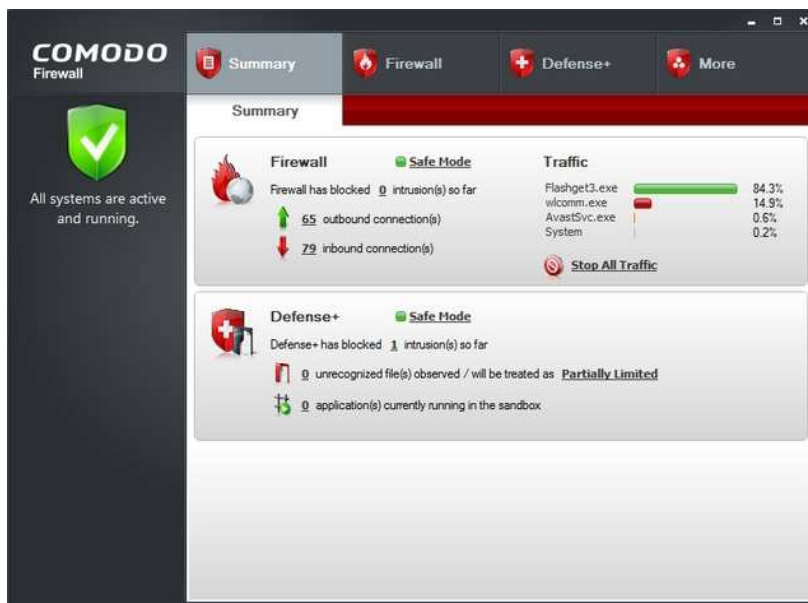 COMODO
Firewall
Summary
Firewall
Defense+
More
Summary
All systems are active
and running.
Firewall
Safe Mode
Firewall has blocked 0 intrusion(s) so far
65 outbound connection(s)
79 inbound connection(s)
Traffic
Flashget3.exe 84.3%
wlcomm.exe 14.9%
AvastSvc.exe 0.6%
System 0.2%
Stop All Traffic
Defense+
Safe Mode
Defense+ has blocked 1 intrusion(s) so far
0 unrecognized file(s) observed / will be treated as Partially Limited
0 application(s) currently running in the sandbox